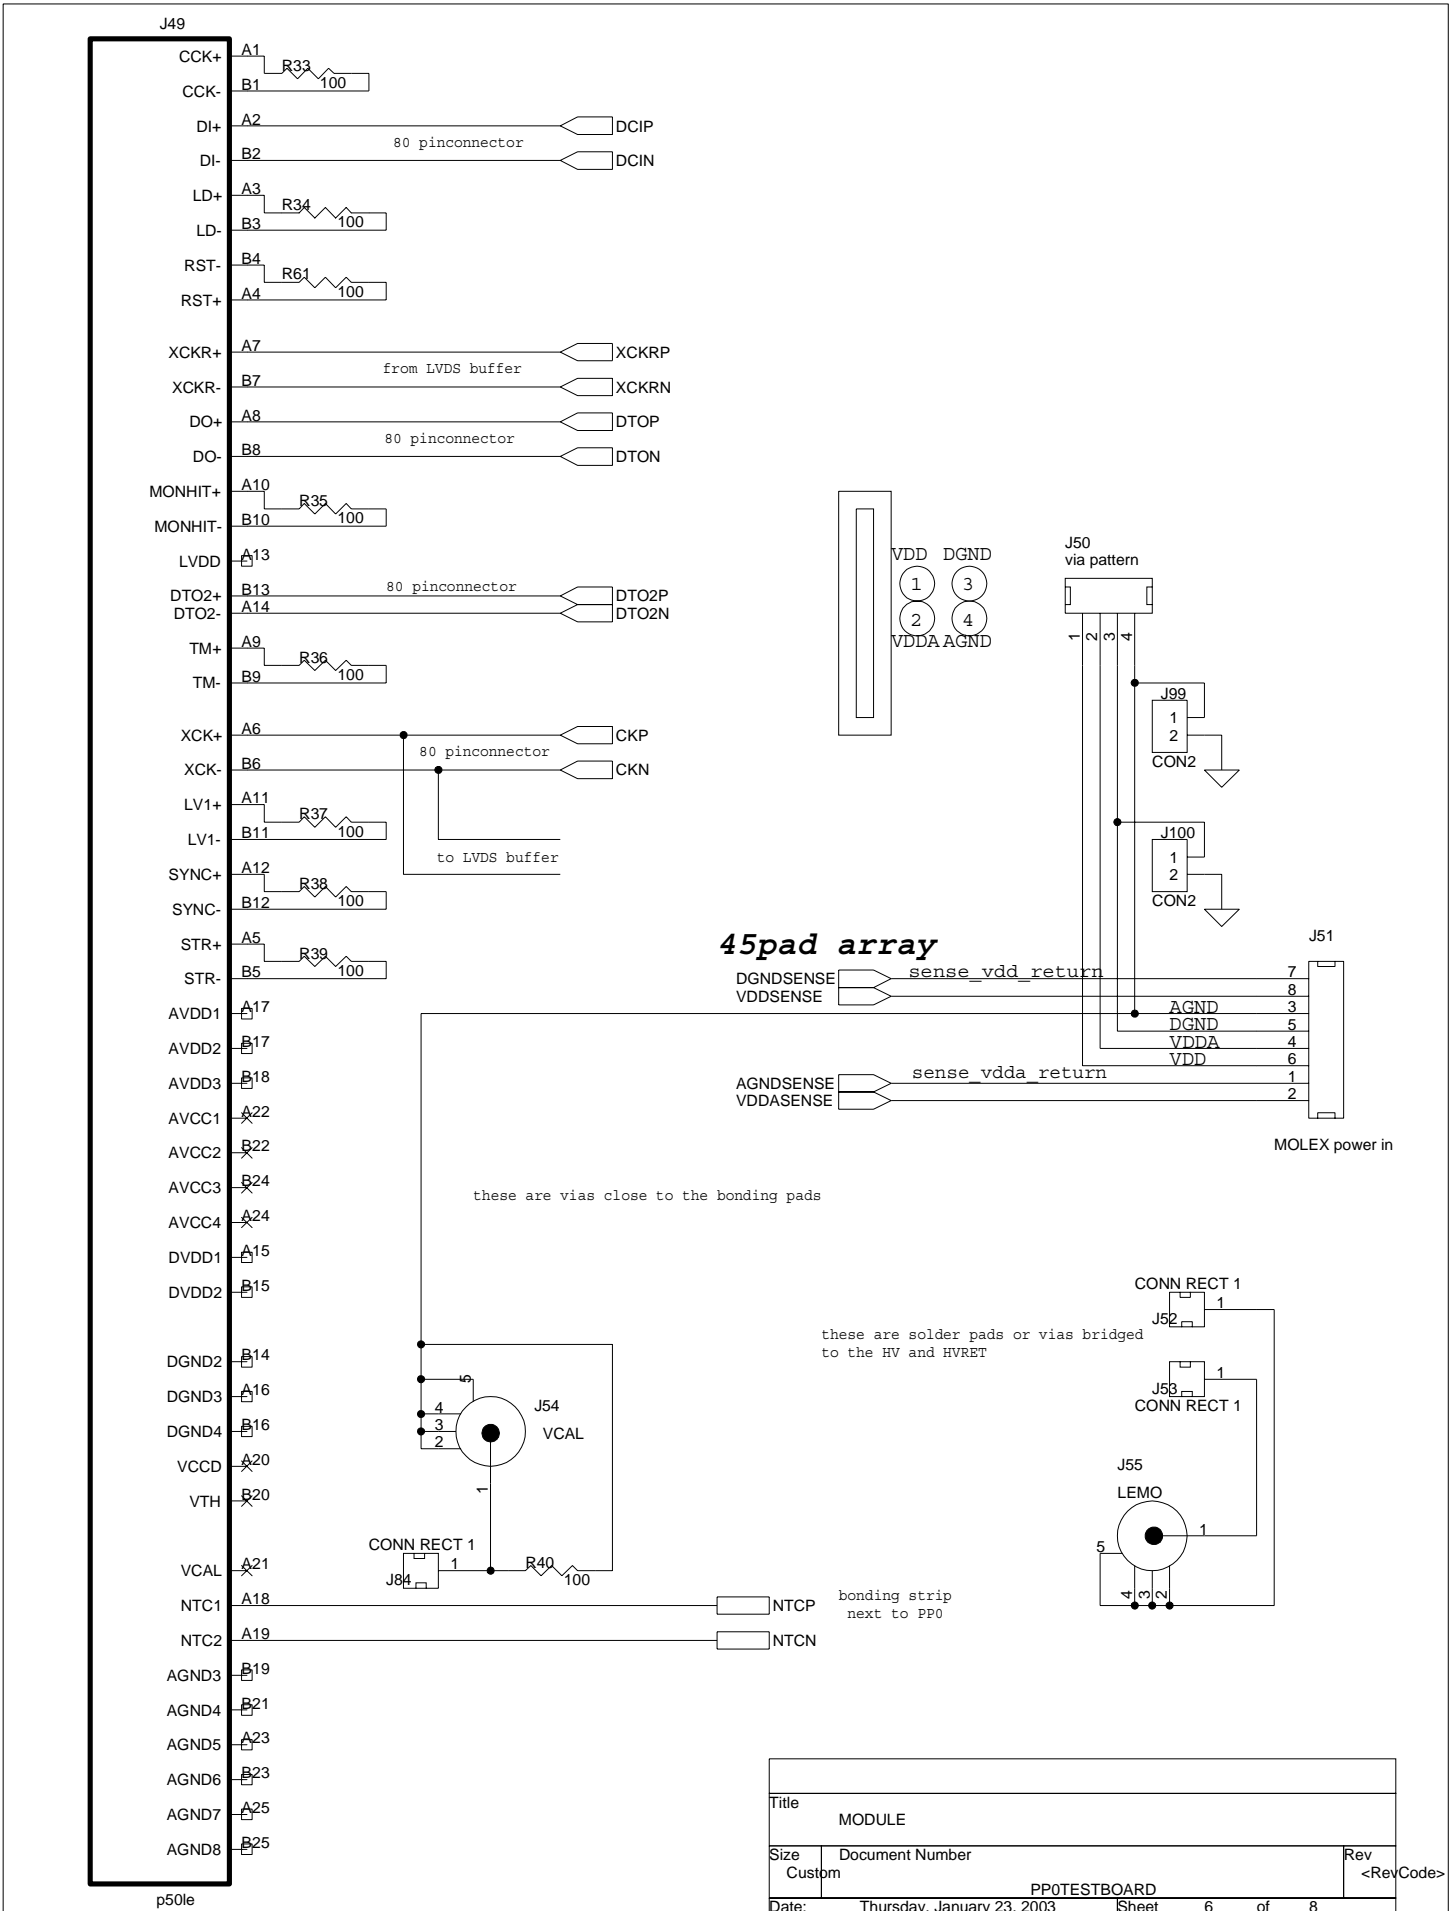 J49
CCK+ A1
R33
100
CCK- B1
DI+ A2 DCIP
80 pinconnector
DI- B2 DCIN
LD+ A3
R34
100
LD- B3
RST- B4
R61
100
RST+ A4
XCKR+ A7 XCKRP
from LVDS buffer
XCKR- B7 XCKRN
DO+ A8 DTOP
80 pinconnector
DO- B8 DTON
MONHIT+ A10
R35
100
MONHIT- B10
LVDD A13
80 pinconnector
DTO2+ B13 DTO2P
DTO2- A14 DTO2N
TM+ A9
R36
100
TM- B9
XCK+ A6 CKP
80 pinconnector
XCK- B6 CKN
LV1+ A11
R37
100
LV1- B11
to LVDS buffer
SYNC+ A12
R38
100
SYNC- B12
STR+ A5
R39
100
STR- B5
AVDD1 A17
AVDD2 B17
AVDD3 B18
AVCC1 A22
AVCC2 B22
AVCC3 B24
AVCC4 A24
DVDD1 A15
DVDD2 B15
DGND2 B14
DGND3 A16
DGND4 B16
VCCD A20
VTH B20
VCAL A21
NTC1 A18 NTCP
NTC2 A19 NTCN
AGND3 B19
AGND4 B21
AGND5 A23
AGND6 B23
AGND7 A25
AGND8 B25
p50le
VDD DGND
1 3
2 4
VDDA AGND
J50
via pattern
1 2 3 4
J99
1
2
CON2
J100
1
2
CON2
45pad array
J51
DGNDSENSE sense_vdd_return 7
VDDSENSE 8
AGND 3
DGND 5
VDDA 4
VDD 6
AGNDSENSE sense_vdda_return 1
VDDASENSE 2
MOLEX power in
these are vias close to the bonding pads
5
4
3
2
J54
VCAL
1
CONN RECT 1
J84
1
R40
100
bonding strip
next to PP0
these are solder pads or vias bridged
to the HV and HVRET
CONN RECT 1
J52
1
J53
1
CONN RECT 1
J55
LEMO
1
5
4 3 2
Title
MODULE
Size Document Number Rev
Custom PP0TESTBOARD <RevCode>
Date: Thursday, January 23, 2003 Sheet 6 of 8